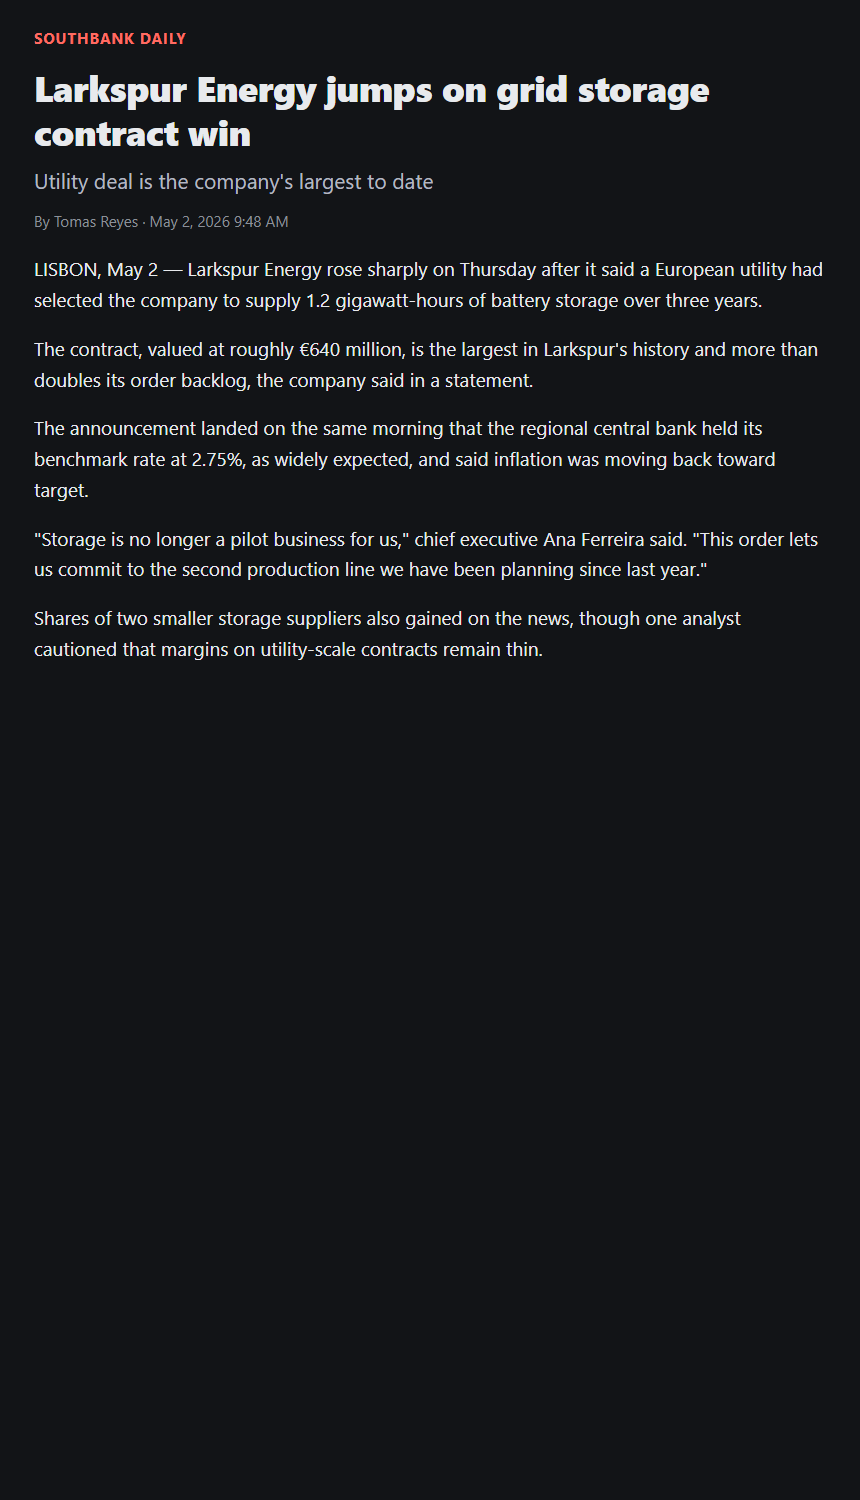 SOUTHBANK DAILY
Larkspur Energy jumps on grid storage
contract win
Utility deal is the company's largest to date
By Tomas Reyes · May 2, 2026 9:48 AM
LISBON, May 2 — Larkspur Energy rose sharply on Thursday after it said a European utility had
selected the company to supply 1.2 gigawatt-hours of battery storage over three years.
The contract, valued at roughly €640 million, is the largest in Larkspur's history and more than
doubles its order backlog, the company said in a statement.
The announcement landed on the same morning that the regional central bank held its
benchmark rate at 2.75%, as widely expected, and said inflation was moving back toward
target.
"Storage is no longer a pilot business for us," chief executive Ana Ferreira said. "This order lets
us commit to the second production line we have been planning since last year."
Shares of two smaller storage suppliers also gained on the news, though one analyst
cautioned that margins on utility-scale contracts remain thin.